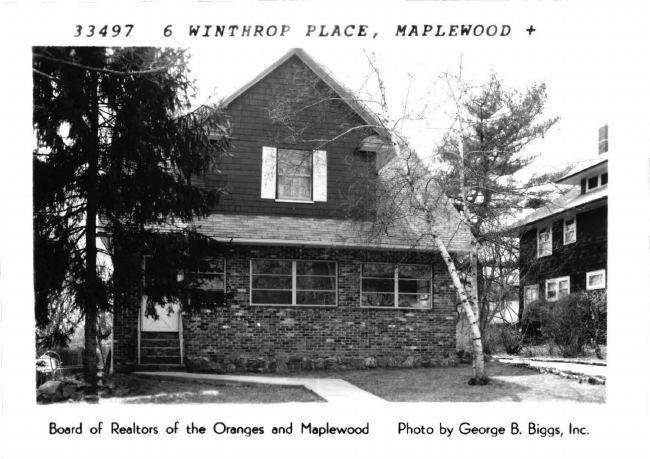 33497 6 WINTHROP PLACE, MAPLEWOOD +
Board of Realtors of the Oranges and Maplewood Photo by George B. Biggs, Inc.